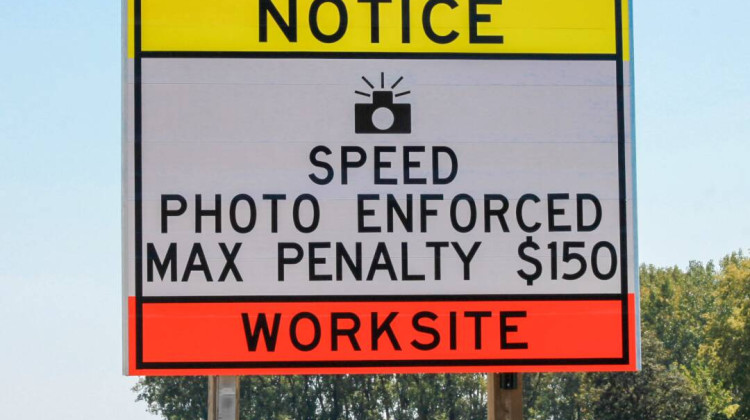 NOTICE
SPEED
PHOTO ENFORCED
MAX PENALTY $150
WORKSITE